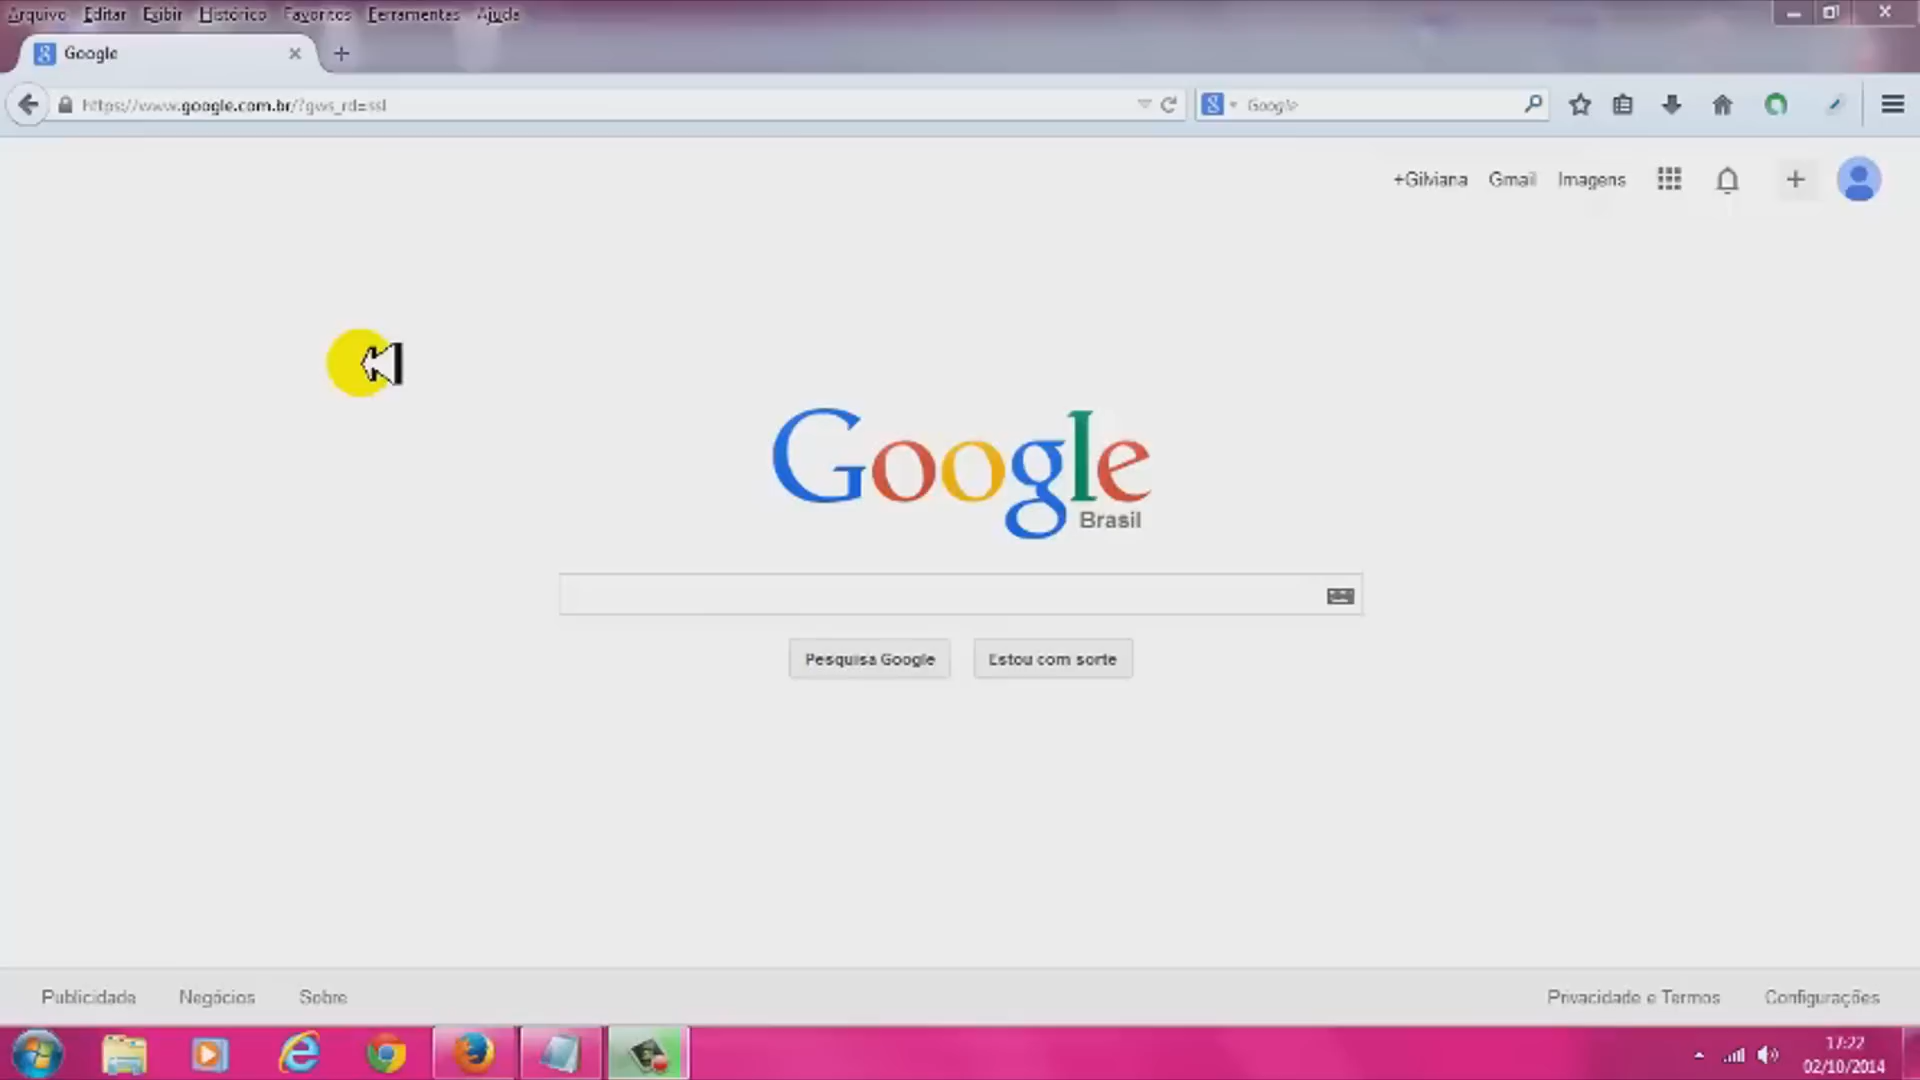 Arquivo Editar Exibir Histórico Favoritos Ferramentas Ajuda
Google
https://www.google.com.br/?gws_rd=ssl
Google
+Gilviana Gmail Imagens
Google
Brasil
Pesquisa Google Estou com sorte
Publicidade Negócios Sobre Privacidade e Termos Configurações
17:22
02/10/2014